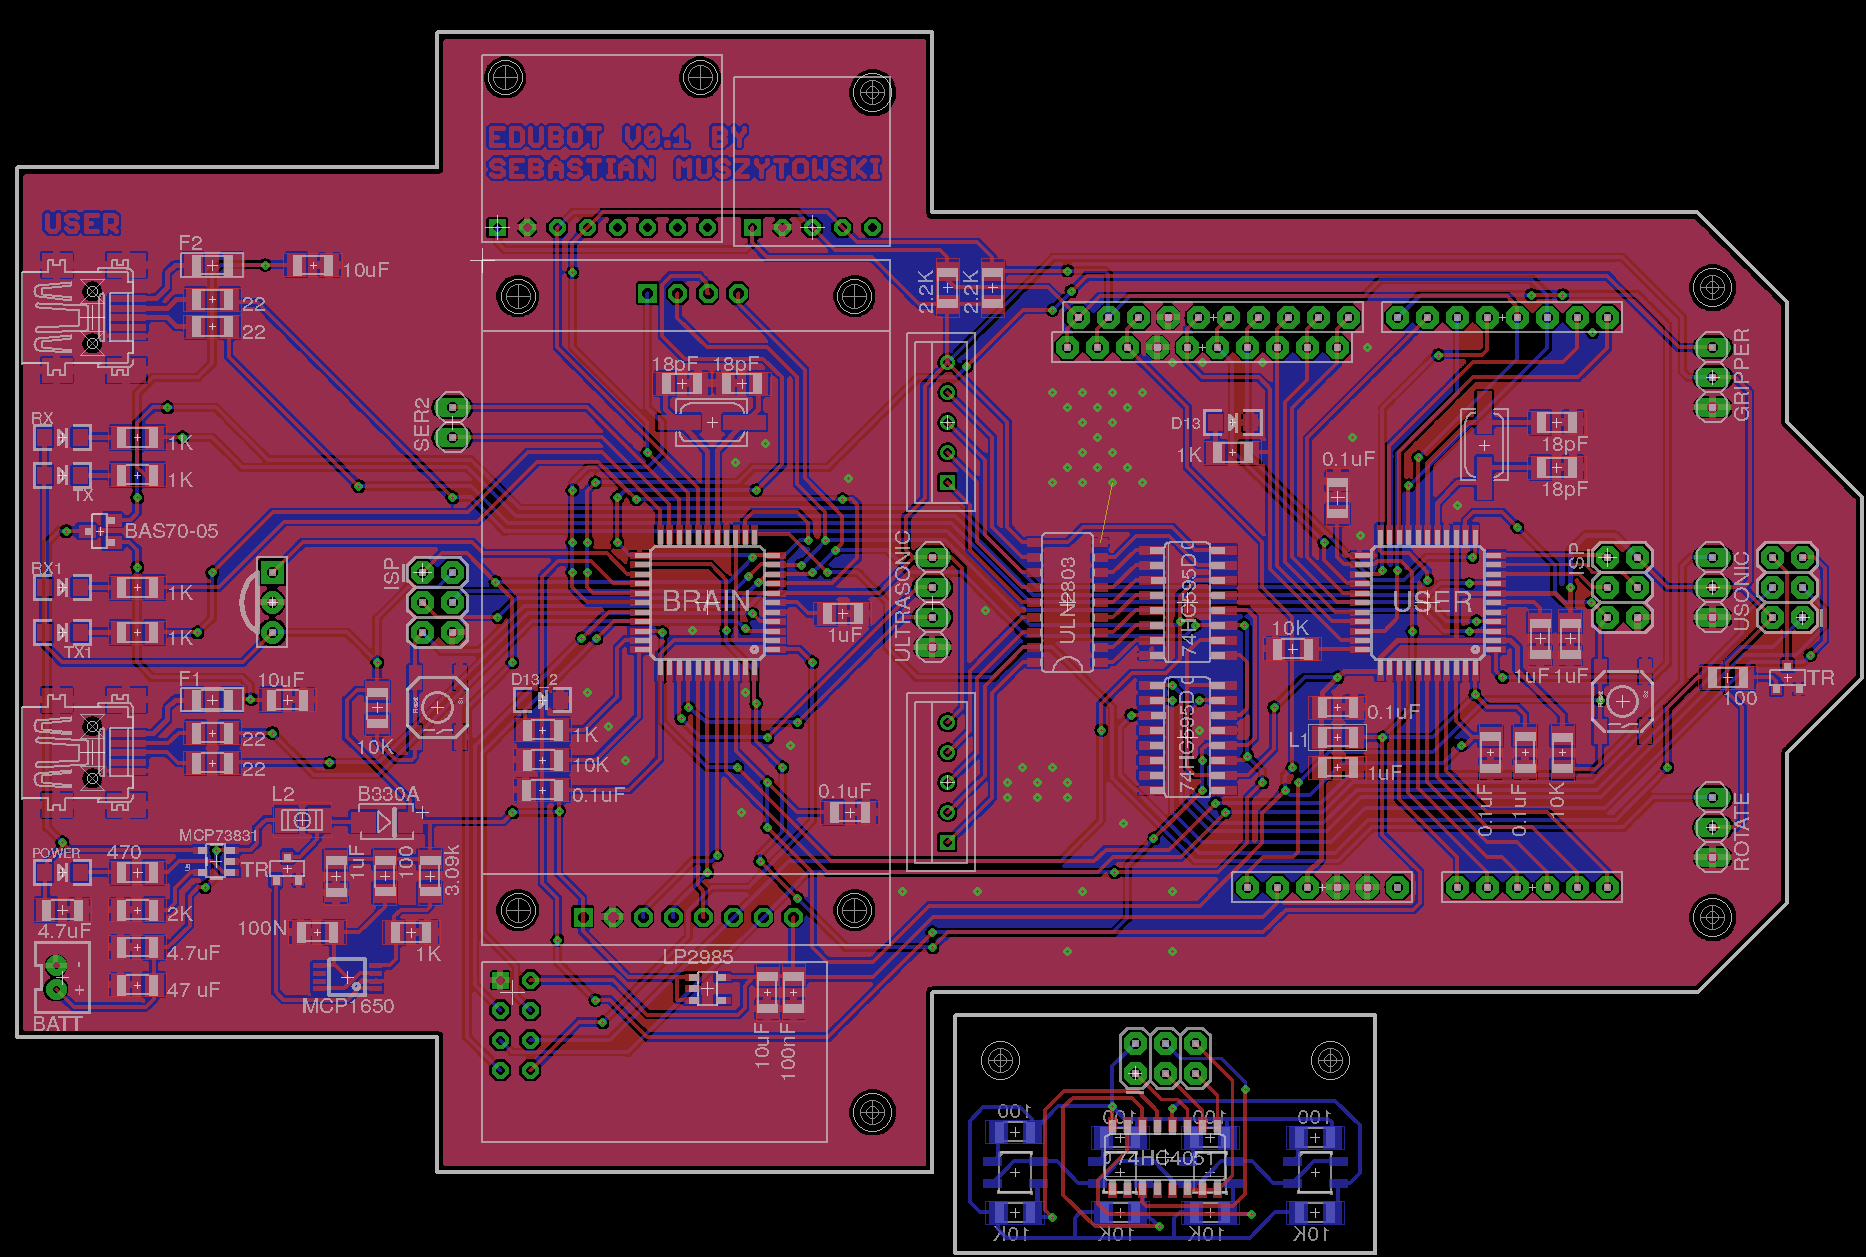 EDUBOT V0.1 BY
SEBASTIAN MUSZYTOWSKI
USER
F2
10uF
22
22
2.2K
2.2K
GRIPPER
18pF
18pF
RX
1K
SER2
D13
1K
0.1uF
18pF
18pF
1K
TX
BAS70-05
ISP
ULTRASONIC
ULN2803
74HC595D
ISP
USONIC
RX1
1K
BRAIN
USER
1uF
10K
TX1
1K
1uF
1uF
F1
10uF
D13_2
TR
100
22
22
10K
1K
10K
0.1uF
74HC595D
0.1uF
L1
1uF
0.1uF
0.1uF
10K
ROTATE
L2
B330A
0.1uF
MCP73831
POWER
470
TR
1uF
100
3.09k
2K
4.7uF
100N
1K
4.7uF
47 uF
LP2985
MCP1650
BATT
- +
10uF
100nF
100
100
100
100
74HC4051
10K
10K
10K
10K